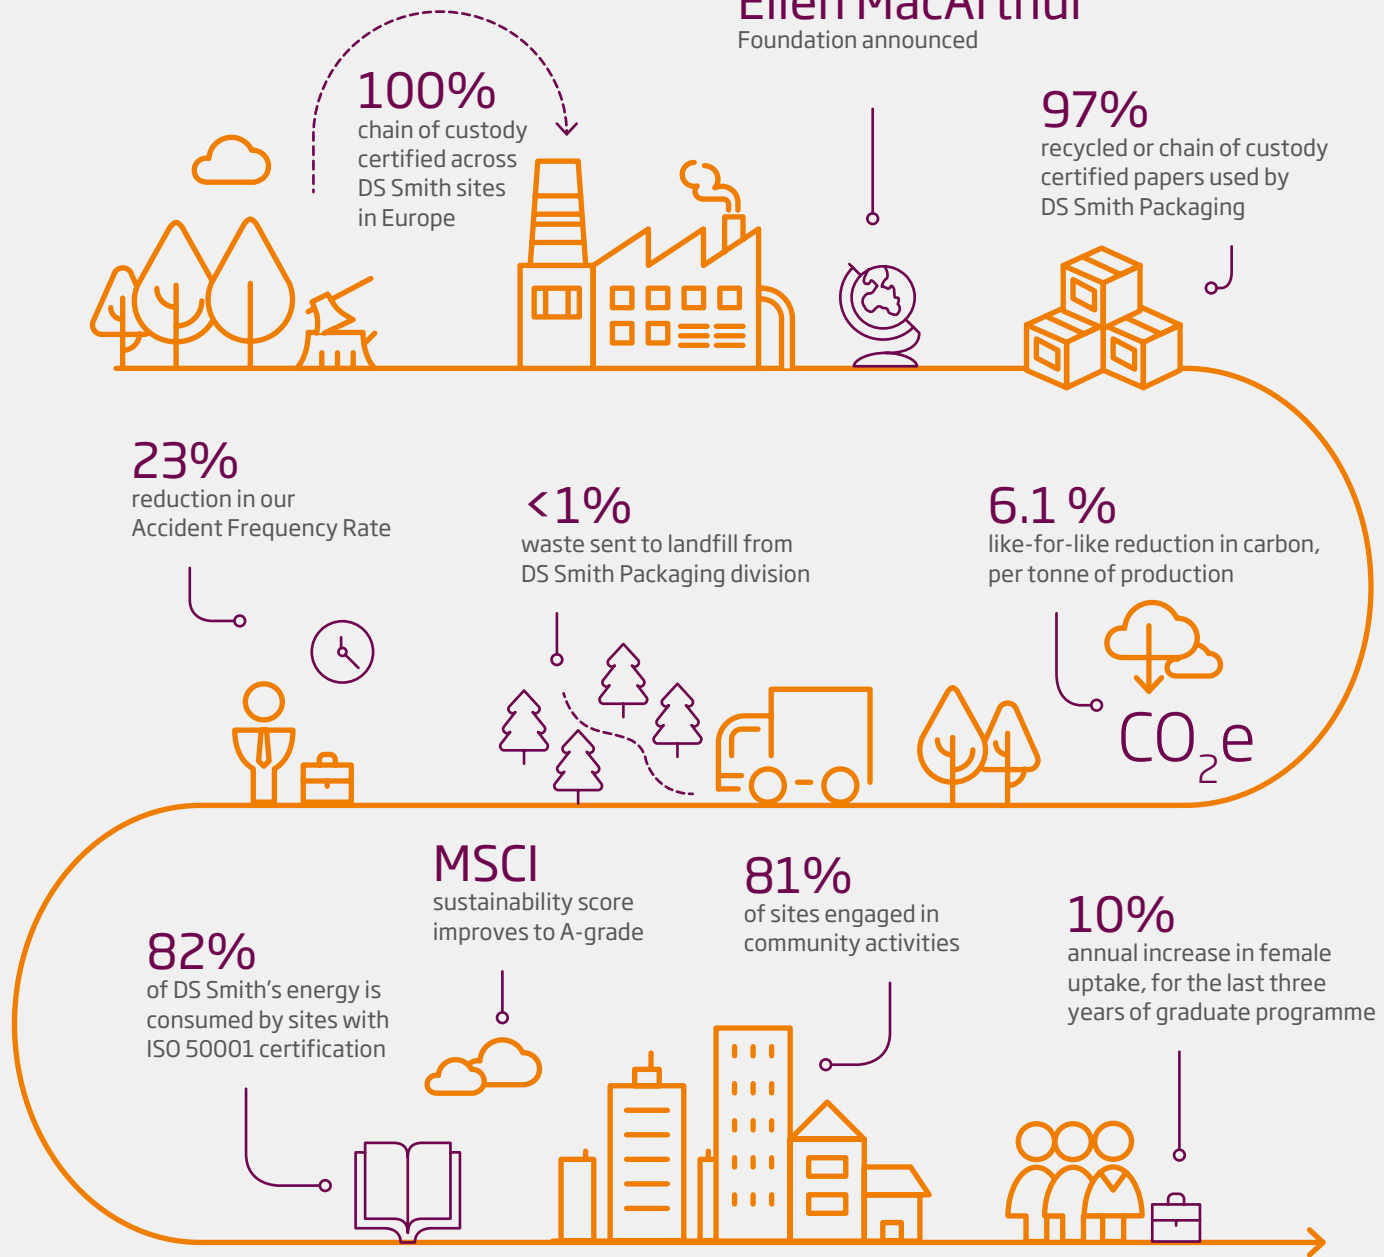 Ellen MacArthur
Foundation announced
100%
chain of custody
certified across
DS Smith sites
in Europe
97%
recycled or chain of custody
certified papers used by
DS Smith Packaging
23%
reduction in our
Accident Frequency Rate
<1%
waste sent to landfill from
DS Smith Packaging division
6.1 %
like-for-like reduction in carbon,
per tonne of production
CO₂e
MSCI
sustainability score
improves to A-grade
81%
of sites engaged in
community activities
10%
annual increase in female
uptake, for the last three
years of graduate programme
82%
of DS Smith's energy is
consumed by sites with
ISO 50001 certification